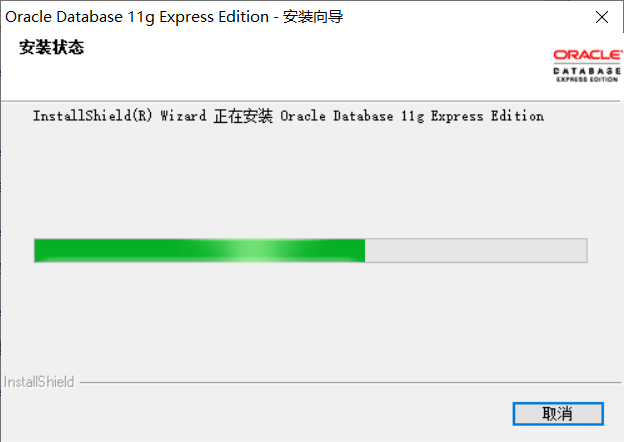 Oracle Database 11g Express Edition - 安装向导
安装状态
ORACLE
DATABASE
EXPRESS EDITION
InstallShield(R) Wizard 正在安装 Oracle Database 11g Express Edition
InstallShield
取消